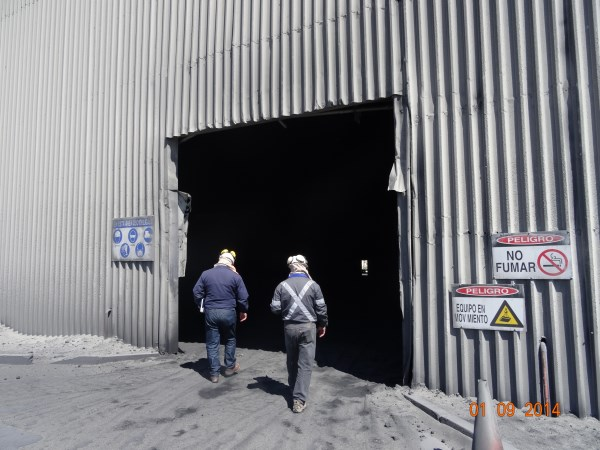 PELIGRO
NO
FUMAR
PELIGRO
EQUIPO EN
MOVIMIENTO
01 09 2014